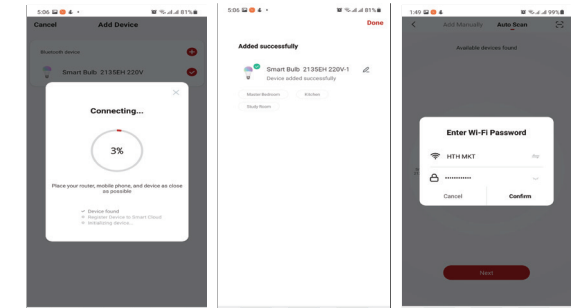 5:06
81%
Cancel
Add Device
Bluetooth device
Smart Bulb 2135EH 220V
Connecting...
3%
Place your router, mobile phone, and device as close
as possible
Device found
Register Device to Smart Cloud
Initializing device...
5:06
81%
Done
Added successfully
Smart Bulb 2135EH 220V-1
Device added successfully
Master Bedroom
Kitchen
Study Room
1:49
99%
Add Manually
Auto Scan
Available devices found
Enter Wi-Fi Password
HTH MKT
Cancel
Confirm
Next